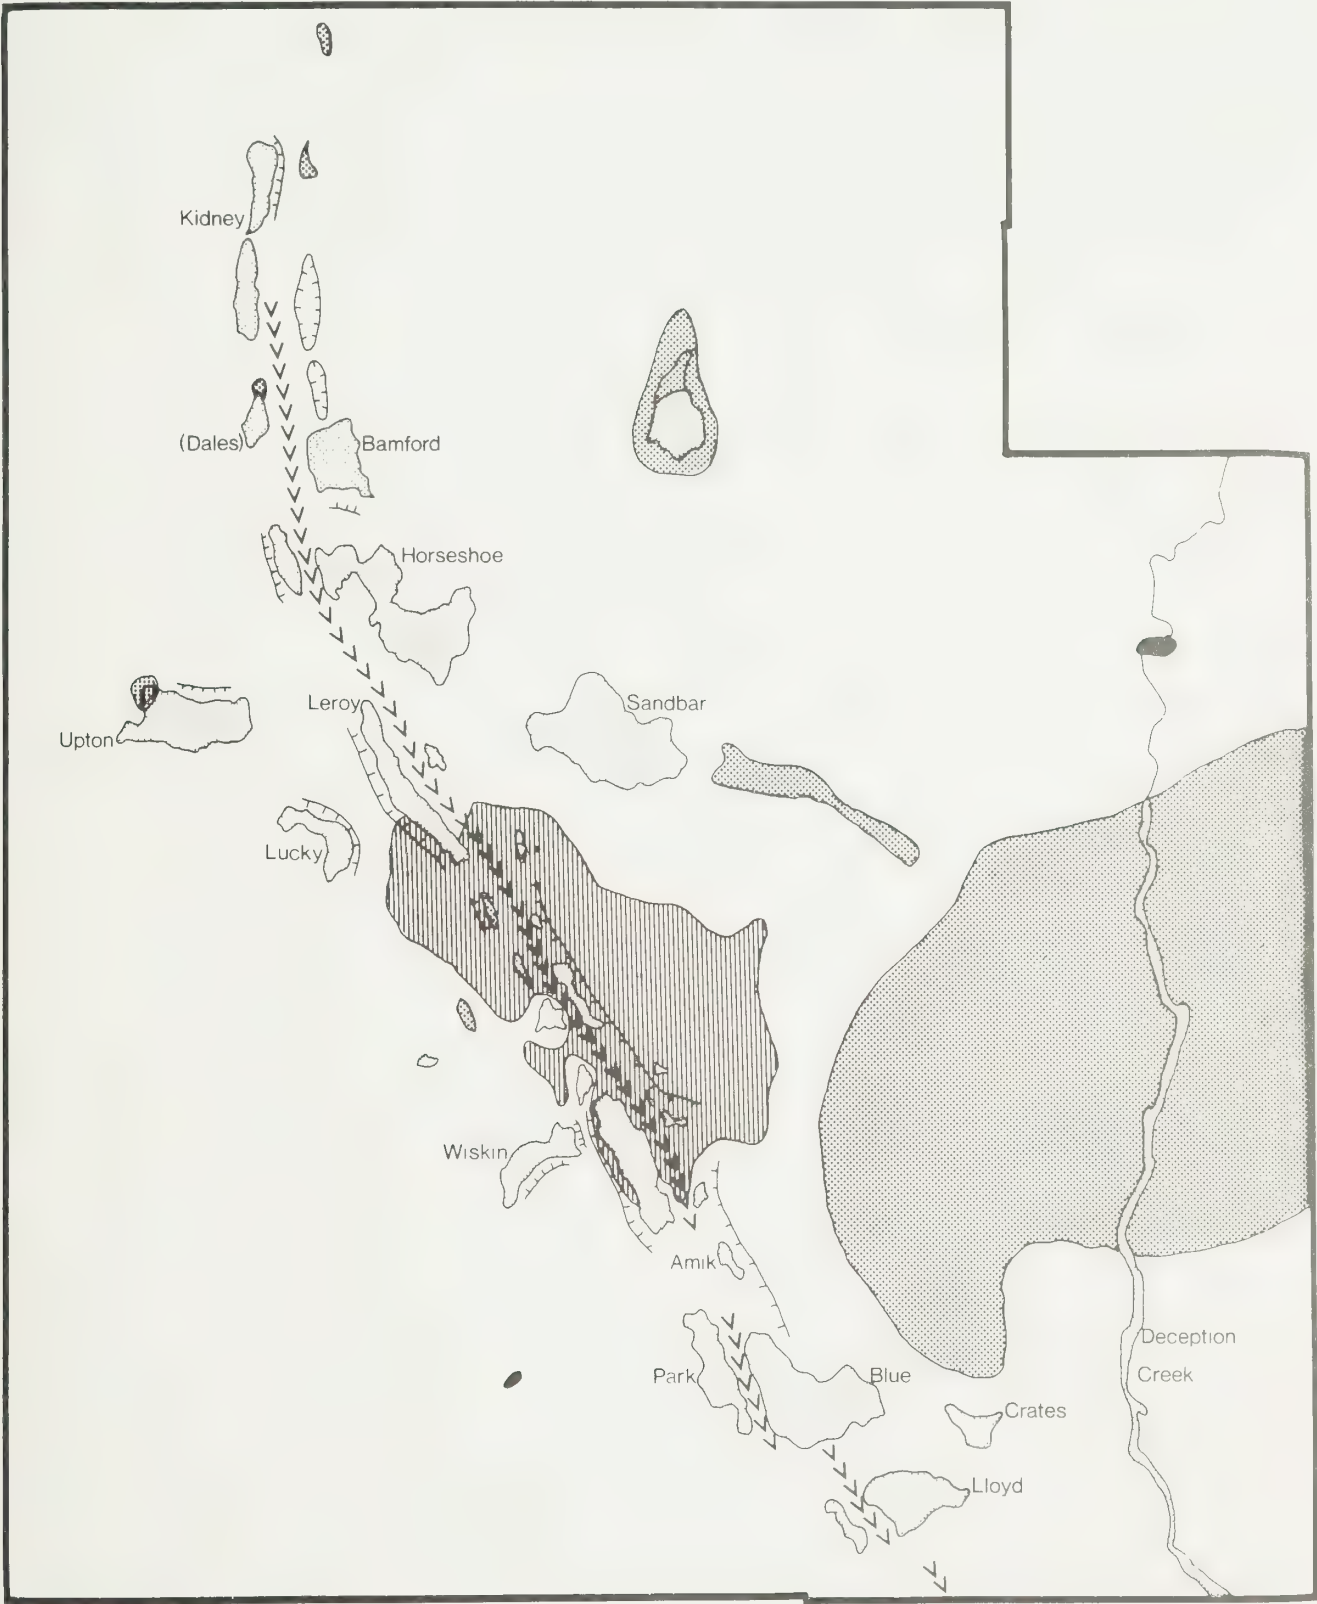 Kidney
(Dales)
Bamford
Horseshoe
Leroy
Sandbar
Upton
Lucky
Wiskin
Amik
Deception
Creek
Park
Blue
Crates
Lloyd